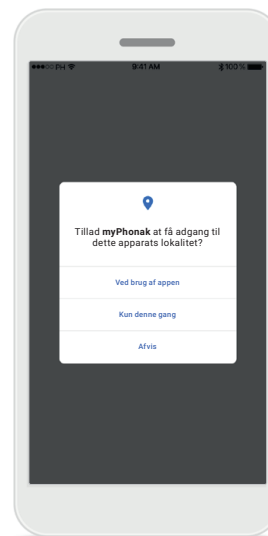 PH 9:41 AM 100%
Tillad myPhonak at få adgang til
dette apparats lokalitet?
Ved brug af appen
Kun denne gang
Afvis